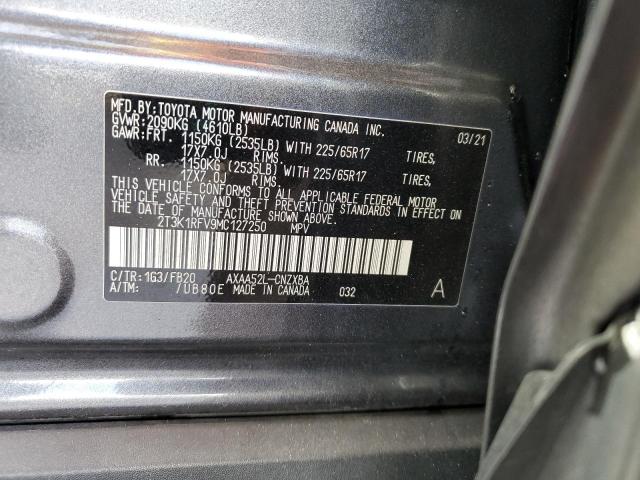 MFD.BY:TOYOTA MOTOR MANUFACTURING CANADA INC.
GVWR:2090KG (4610LB) 03/21
GAWR:FRT. 1150KG (2535LB) WITH 225/65R17 TIRES,
17X7.0J RIMS.
RR. 1150KG (2535LB) WITH 225/65R17 TIRES,
17X7.0J RIMS.
THIS VEHICLE CONFORMS TO ALL APPLICABLE FEDERAL MOTOR
VEHICLE SAFETY AND THEFT PREVENTION STANDARDS IN EFFECT
ON THE DATE OF MANUFACTURE SHOWN ABOVE.
2T3K1RFV9MC127250 MPV
C/TR:1G3/FB20 AXAA52L-CNZXBA
A/TM: /UB80E MADE IN CANADA 032 A